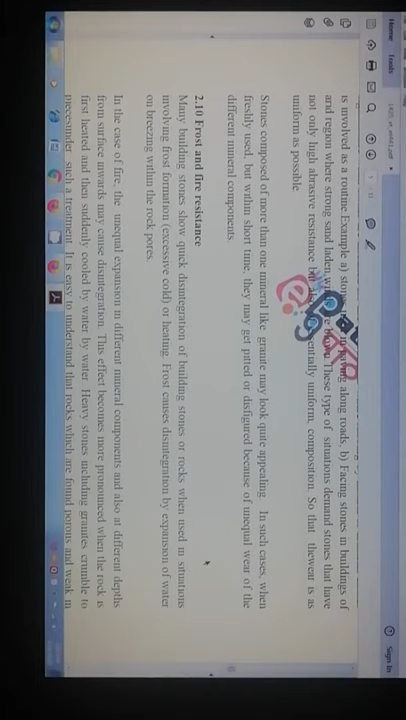 Home Tools
Sign In
is involved as a routine.Example a) stones in paving along roads, b) Facing stones in buildings of
and region where strong sand laden winds are blown.These type of situations demand stones that have
not only high abrasive resistance but also essentially uniform, composition. So that thewear is as
uniform as possible.
Stones composed of more than one mineral like granite may look quite appealing. In such cases, when
freshly used, but within short time, they may get pitted or disfigured because of unequal wear of the
different mineral components.
2.10 Frost and fire resistance
Many building stones show quick disintegration of building stones or rocks when used in situations
involving frost formation (excessive cold) or heating. Frost causes disintegration by expansion of water
on freezing within the rock pores.
In the case of fire, the unequal expansion in different mineral components and also at different depths
from surface inwards may cause disintegration. This effect becomes more pronounced when the rock is
first heated and then suddenly cooled by water by water. Heavy stones including granites crumble to
piecesunder such a treatment. It is easy to understand that rocks which are found porous and weak in